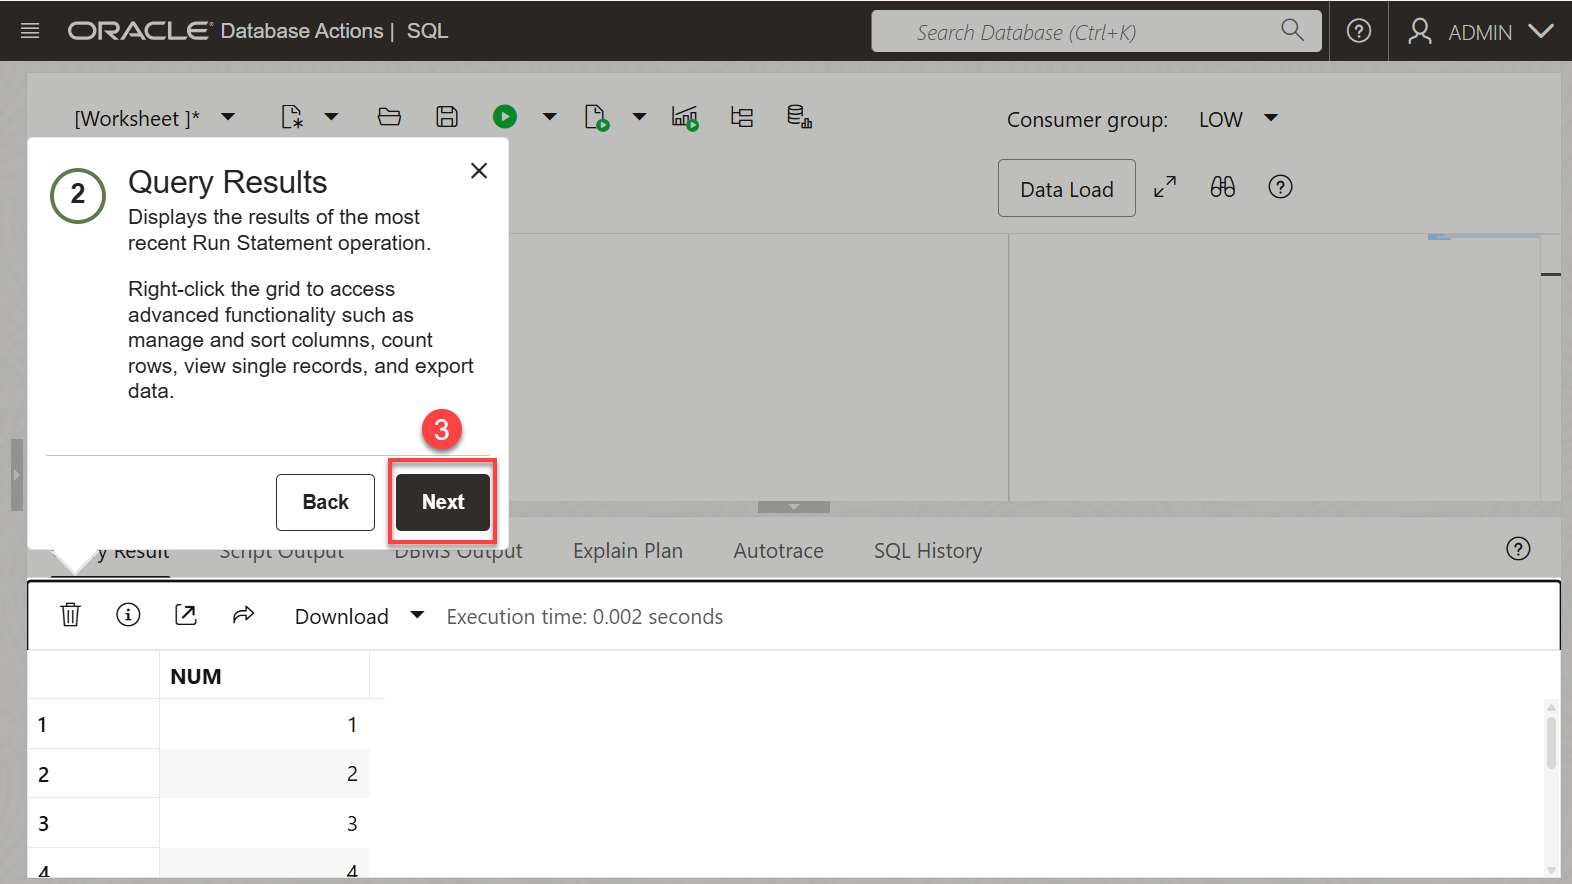 ORACLE Database Actions | SQL
Search Database (Ctrl+K)
ADMIN
[Worksheet ]*
Consumer group: LOW
Data Load
2
Query Results
Displays the results of the most
recent Run Statement operation.
Right-click the grid to access
advanced functionality such as
manage and sort columns, count
rows, view single records, and export
data.
3
Back
Next
y Result Script Output DBMS Output Explain Plan Autotrace SQL History
Download Execution time: 0.002 seconds
NUM
1 1
2 2
3 3
4 4